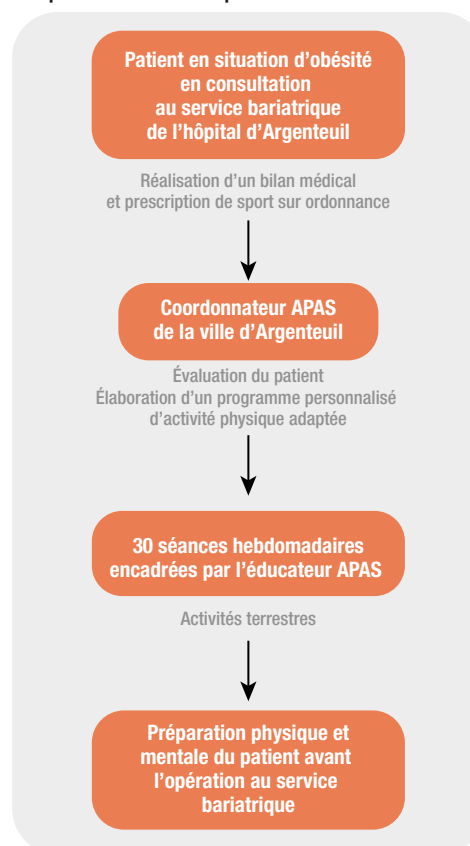 Patient en situation d'obésité
en consultation
au service bariatrique
de l'hôpital d'Argenteuil
Réalisation d'un bilan médical
et prescription de sport sur ordonnance
Coordonnateur APAS
de la ville d'Argenteuil
Évaluation du patient
Élaboration d'un programme personnalisé
d'activité physique adaptée
30 séances hebdomadaires
encadrées par l'éducateur APAS
Activités terrestres
Préparation physique et
mentale du patient avant
l'opération au service
bariatrique